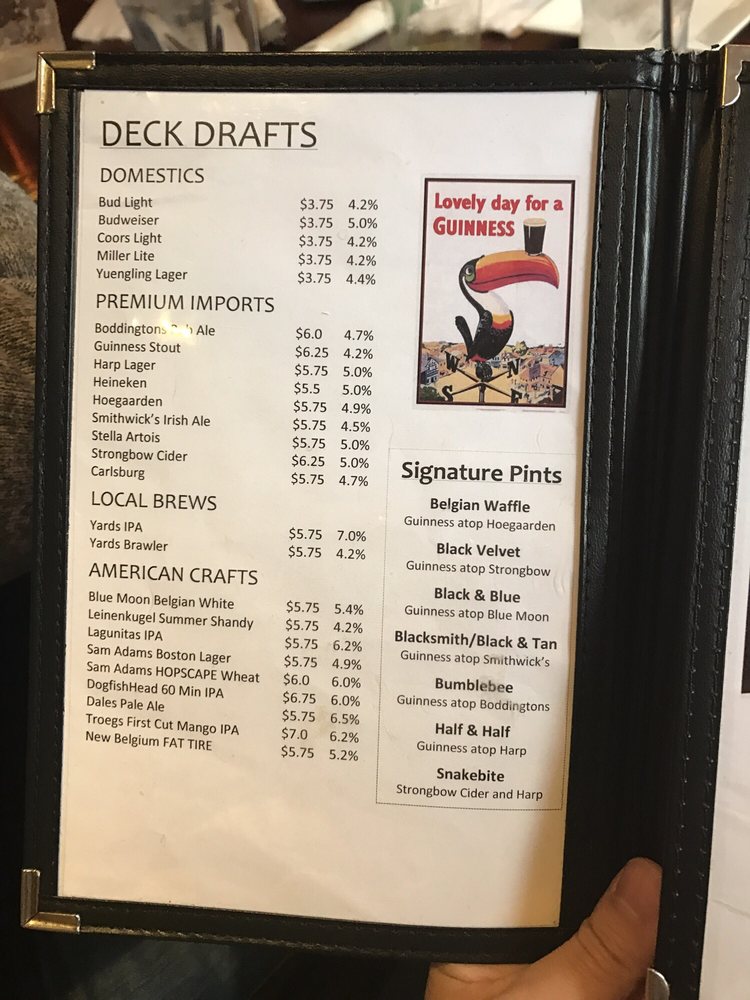 DECK DRAFTS
DOMESTICS
Bud Light $3.75 4.2%
Budweiser $3.75 5.0%
Coors Light $3.75 4.2%
Miller Lite $3.75 4.2%
Yuengling Lager $3.75 4.4%
PREMIUM IMPORTS
Boddingtons Ale $6.0 4.7%
Guinness Stout $6.25 4.2%
Harp Lager $5.75 5.0%
Heineken $5.5 5.0%
Hoegaarden $5.75 4.9%
Smithwick's Irish Ale $5.75 4.5%
Stella Artois $5.75 5.0%
Strongbow Cider $6.25 5.0%
Carlsburg $5.75 4.7%
LOCAL BREWS
Yards IPA $5.75 7.0%
Yards Brawler $5.75 4.2%
AMERICAN CRAFTS
Blue Moon Belgian White $5.75 5.4%
Leinenkugel Summer Shandy $5.75 4.2%
Lagunitas IPA $5.75 6.2%
Sam Adams Boston Lager $5.75 4.9%
Sam Adams HOPSCAPE Wheat $6.0 6.0%
DogfishHead 60 Min IPA $6.75 6.0%
Dales Pale Ale $5.75 6.5%
Troegs First Cut Mango IPA $7.0 6.2%
New Belgium FAT TIRE $5.75 5.2%
Lovely day for a
GUINNESS
W N
S E
Signature Pints
Belgian Waffle
Guinness atop Hoegaarden
Black Velvet
Guinness atop Strongbow
Black & Blue
Guinness atop Blue Moon
Blacksmith/Black & Tan
Guinness atop Smithwick's
Bumblebee
Guinness atop Boddingtons
Half & Half
Guinness atop Harp
Snakebite
Strongbow Cider and Harp